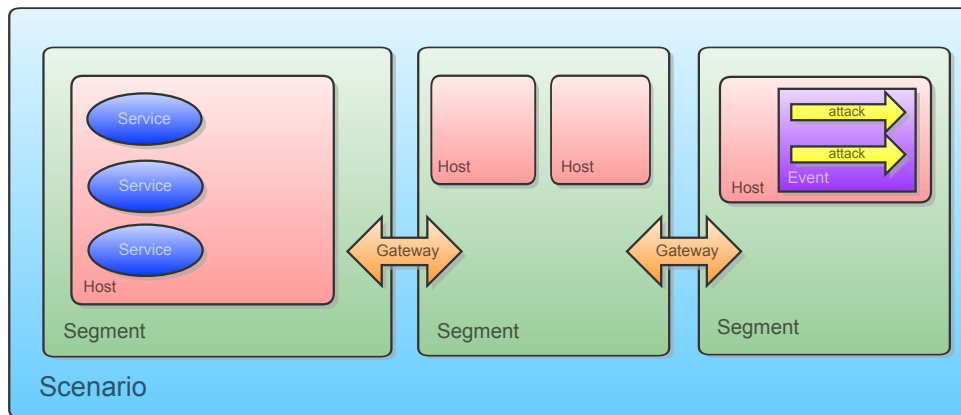 Service
Service
Service
Host
Segment
Gateway
Host
Host
Segment
Gateway
attack
attack
Event
Host
Segment
Scenario